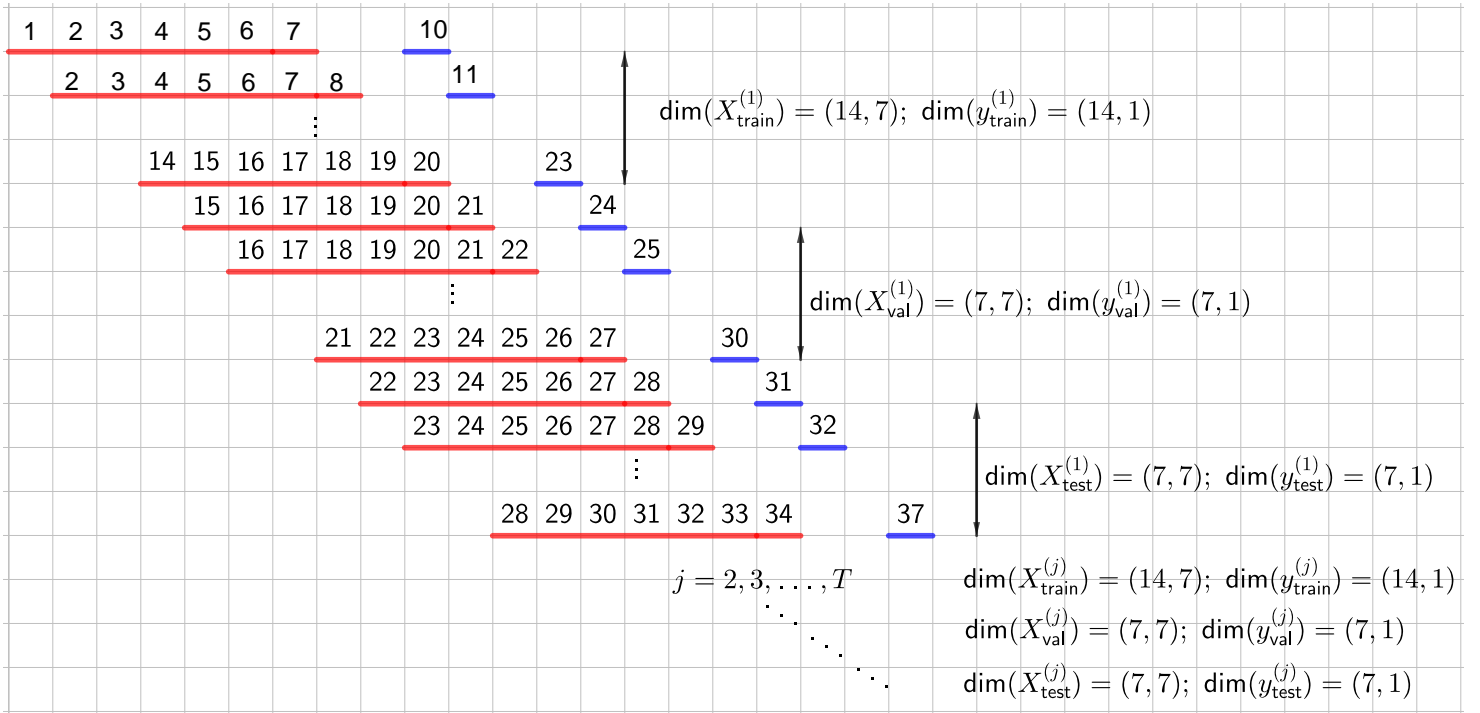 1 2 3 4 5 6 7 10
2 3 4 5 6 7 8 11
⋮
dim(X_train^(1)) = (14, 7); dim(y_train^(1)) = (14, 1)
14 15 16 17 18 19 20 23
15 16 17 18 19 20 21 24
16 17 18 19 20 21 22 25
⋮
dim(X_val^(1)) = (7, 7); dim(y_val^(1)) = (7, 1)
21 22 23 24 25 26 27 30
22 23 24 25 26 27 28 31
23 24 25 26 27 28 29 32
⋮
dim(X_test^(1)) = (7, 7); dim(y_test^(1)) = (7, 1)
28 29 30 31 32 33 34 37
j = 2, 3, . . . , T dim(X_train^(j)) = (14, 7); dim(y_train^(j)) = (14, 1)
dim(X_val^(j)) = (7, 7); dim(y_val^(j)) = (7, 1)
dim(X_test^(j)) = (7, 7); dim(y_test^(j)) = (7, 1)